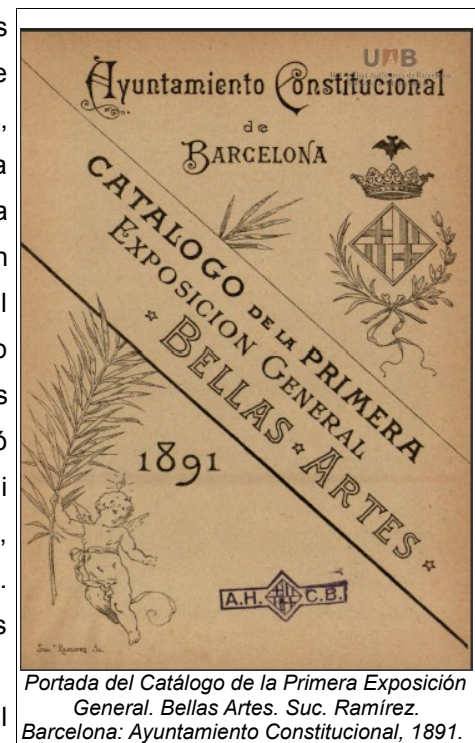 s
e
,
a
a
n
l
o
s
ó
i
,
.
s
l
Ayuntamiento Constitucional
de
BARCELONA
CATALOGO DE LA PRIMERA
EXPOSICION GENERAL
BELLAS ARTES
1891
A.H. C.B.
Portada del Catálogo de la Primera Exposición
General. Bellas Artes. Suc. Ramírez.
Barcelona: Ayuntamiento Constitucional, 1891.